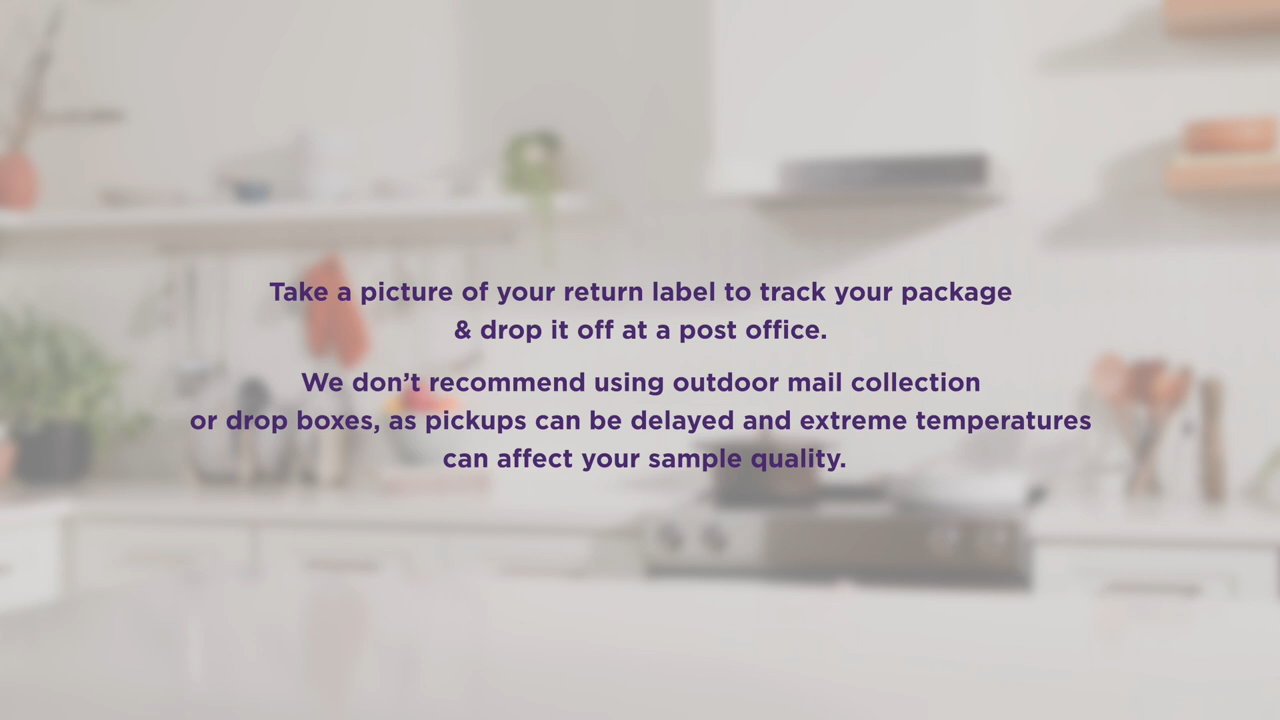 Take a picture of your return label to track your package
& drop it off at a post office.
We don’t recommend using outdoor mail collection
or drop boxes, as pickups can be delayed and extreme temperatures
can affect your sample quality.